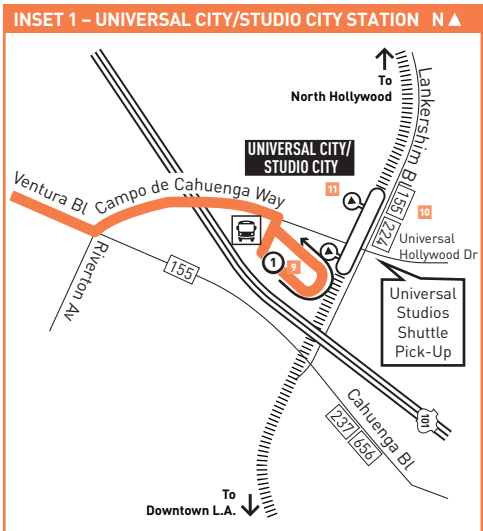 INSET 1 – UNIVERSAL CITY/STUDIO CITY STATION N
To
North Hollywood
Lankershim Bl
UNIVERSAL CITY/
STUDIO CITY
11
155
224
10
Ventura Bl
Campo de Cahuenga Way
Universal
Hollywood Dr
1
9
Riverton Av
155
Universal
Studios
Shuttle
Pick-Up
101
Cahuenga Bl
237 656
To
Downtown L.A.